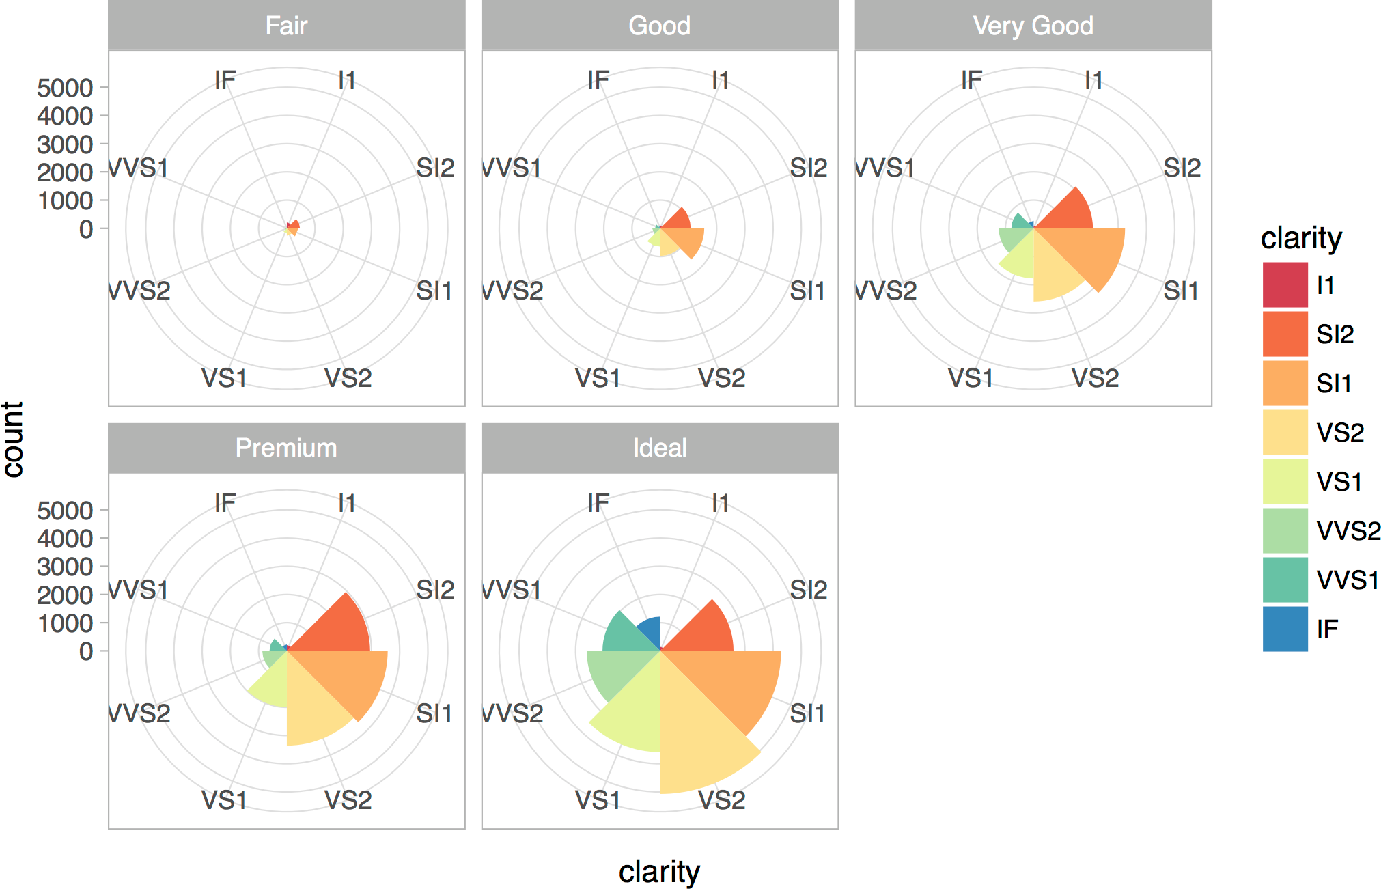 Fair
Good
Very Good
5000
4000
3000
2000
1000
0
IF
I1
VVS1
SI2
VVS2
SI1
VS1
VS2
IF
I1
VVS1
SI2
VVS2
SI1
VS1
VS2
IF
I1
VVS1
SI2
VVS2
SI1
VS1
VS2
count
Premium
Ideal
5000
4000
3000
2000
1000
0
IF
I1
VVS1
SI2
VVS2
SI1
VS1
VS2
IF
I1
VVS1
SI2
VVS2
SI1
VS1
VS2
clarity
clarity
I1
SI2
SI1
VS2
VS1
VVS2
VVS1
IF